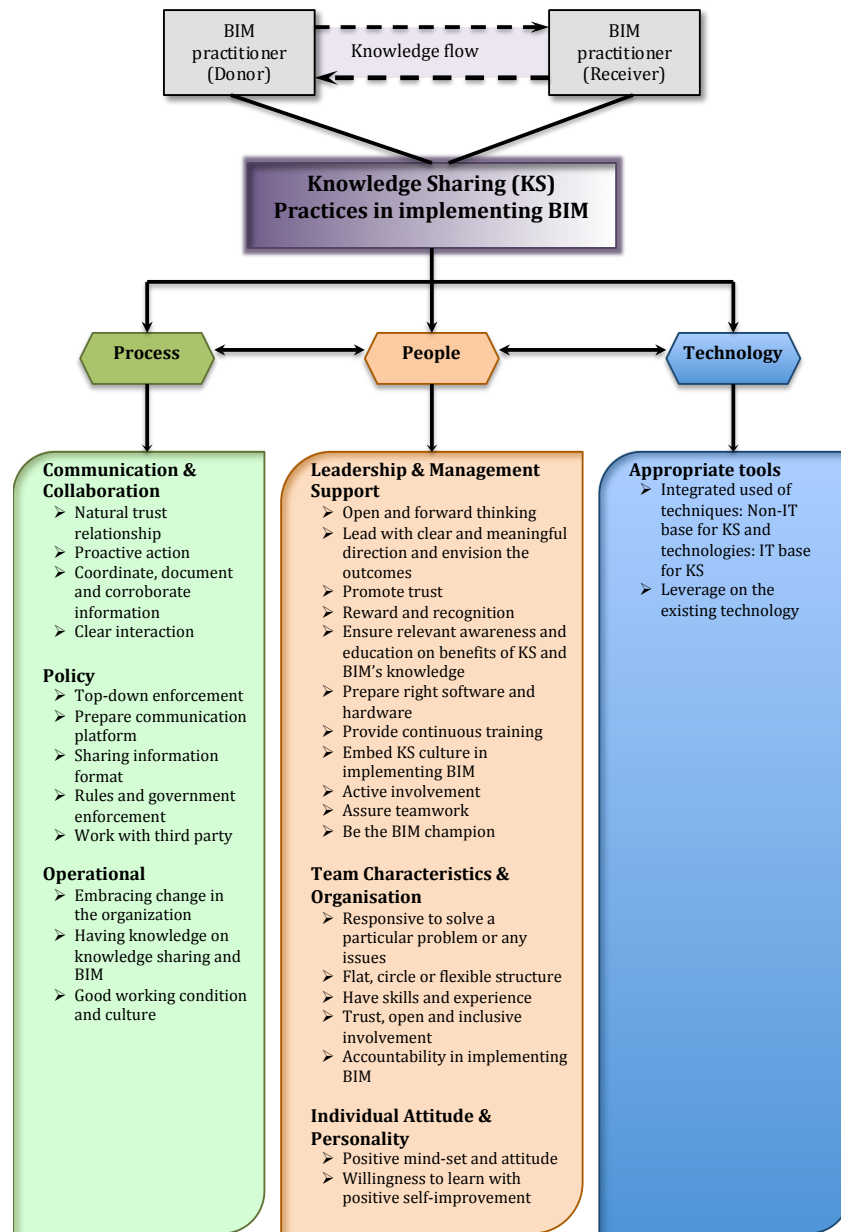 BIM
practitioner
(Donor)
Knowledge flow
BIM
practitioner
(Receiver)
Knowledge Sharing (KS)
Practices in implementing BIM
Process
People
Technology
Communication &
Collaboration
➢ Natural trust
relationship
➢ Proactive action
➢ Coordinate, document
and corroborate
information
➢ Clear interaction
Policy
➢ Top-down enforcement
➢ Prepare communication
platform
➢ Sharing information
format
➢ Rules and government
enforcement
➢ Work with third party
Operational
➢ Embracing change in
the organization
➢ Having knowledge on
knowledge sharing and
BIM
➢ Good working condition
and culture
Leadership & Management
Support
➢ Open and forward thinking
➢ Lead with clear and meaningful
direction and envision the
outcomes
➢ Promote trust
➢ Reward and recognition
➢ Ensure relevant awareness and
education on benefits of KS and
BIM’s knowledge
➢ Prepare right software and
hardware
➢ Provide continuous training
➢ Embed KS culture in
implementing BIM
➢ Active involvement
➢ Assure teamwork
➢ Be the BIM champion
Team Characteristics &
Organisation
➢ Responsive to solve a
particular problem or any
issues
➢ Flat, circle or flexible structure
➢ Have skills and experience
➢ Trust, open and inclusive
involvement
➢ Accountability in implementing
BIM
Individual Attitude &
Personality
➢ Positive mind-set and attitude
➢ Willingness to learn with
positive self-improvement
Appropriate tools
➢ Integrated used of
techniques: Non-IT
base for KS and
technologies: IT base
for KS
➢ Leverage on the
existing technology